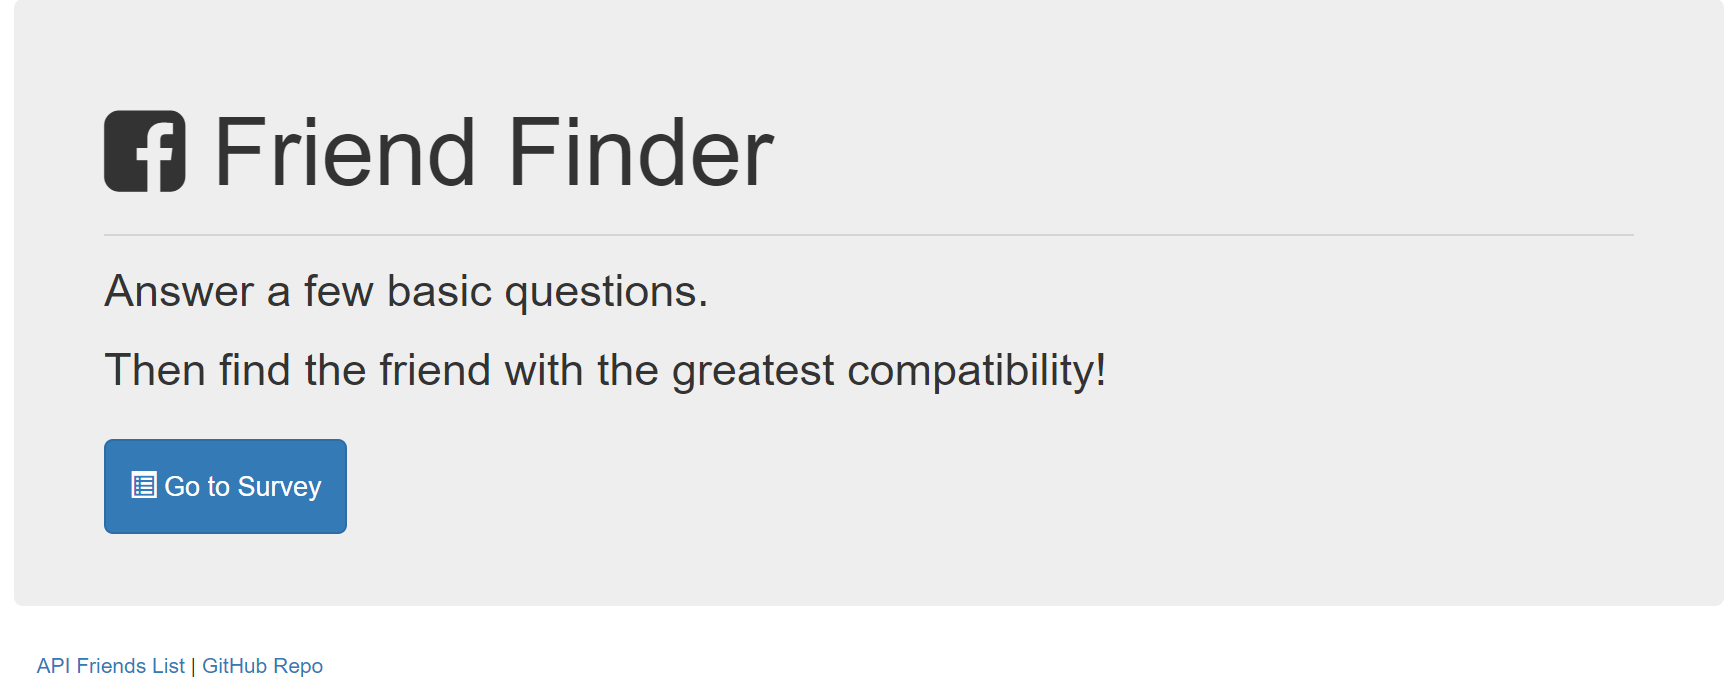 Friend Finder
Answer a few basic questions.
Then find the friend with the greatest compatibility!
Go to Survey
API Friends List | GitHub Repo